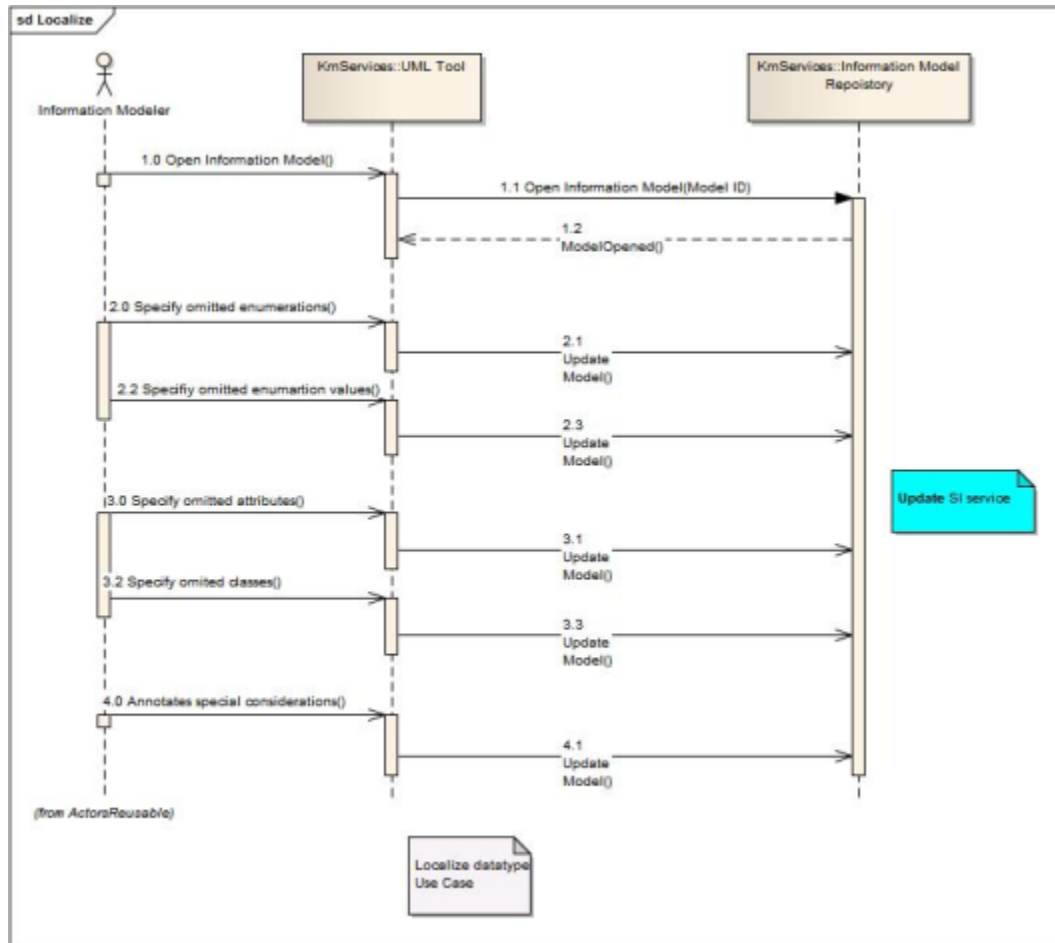 sd Localize
KmServices::UML Tool
KmServices::Information Model
Repoistory
Information Modeler
1.0 Open Information Model()
1.1 Open Information Model(Model ID)
1.2
ModelOpened()
2.0 Specify omitted enumerations()
2.1
Update
Model()
2.2 Specifiy omitted enumartion values()
2.3
Update
Model()
Update SI service
3.0 Specify omitted attributes()
3.1
Update
Model()
3.2 Specify omited classes()
3.3
Update
Model()
4.0 Annotates special considerations()
4.1
Update
Model()
(from ActorsReusable)
Localize datatype
Use Case